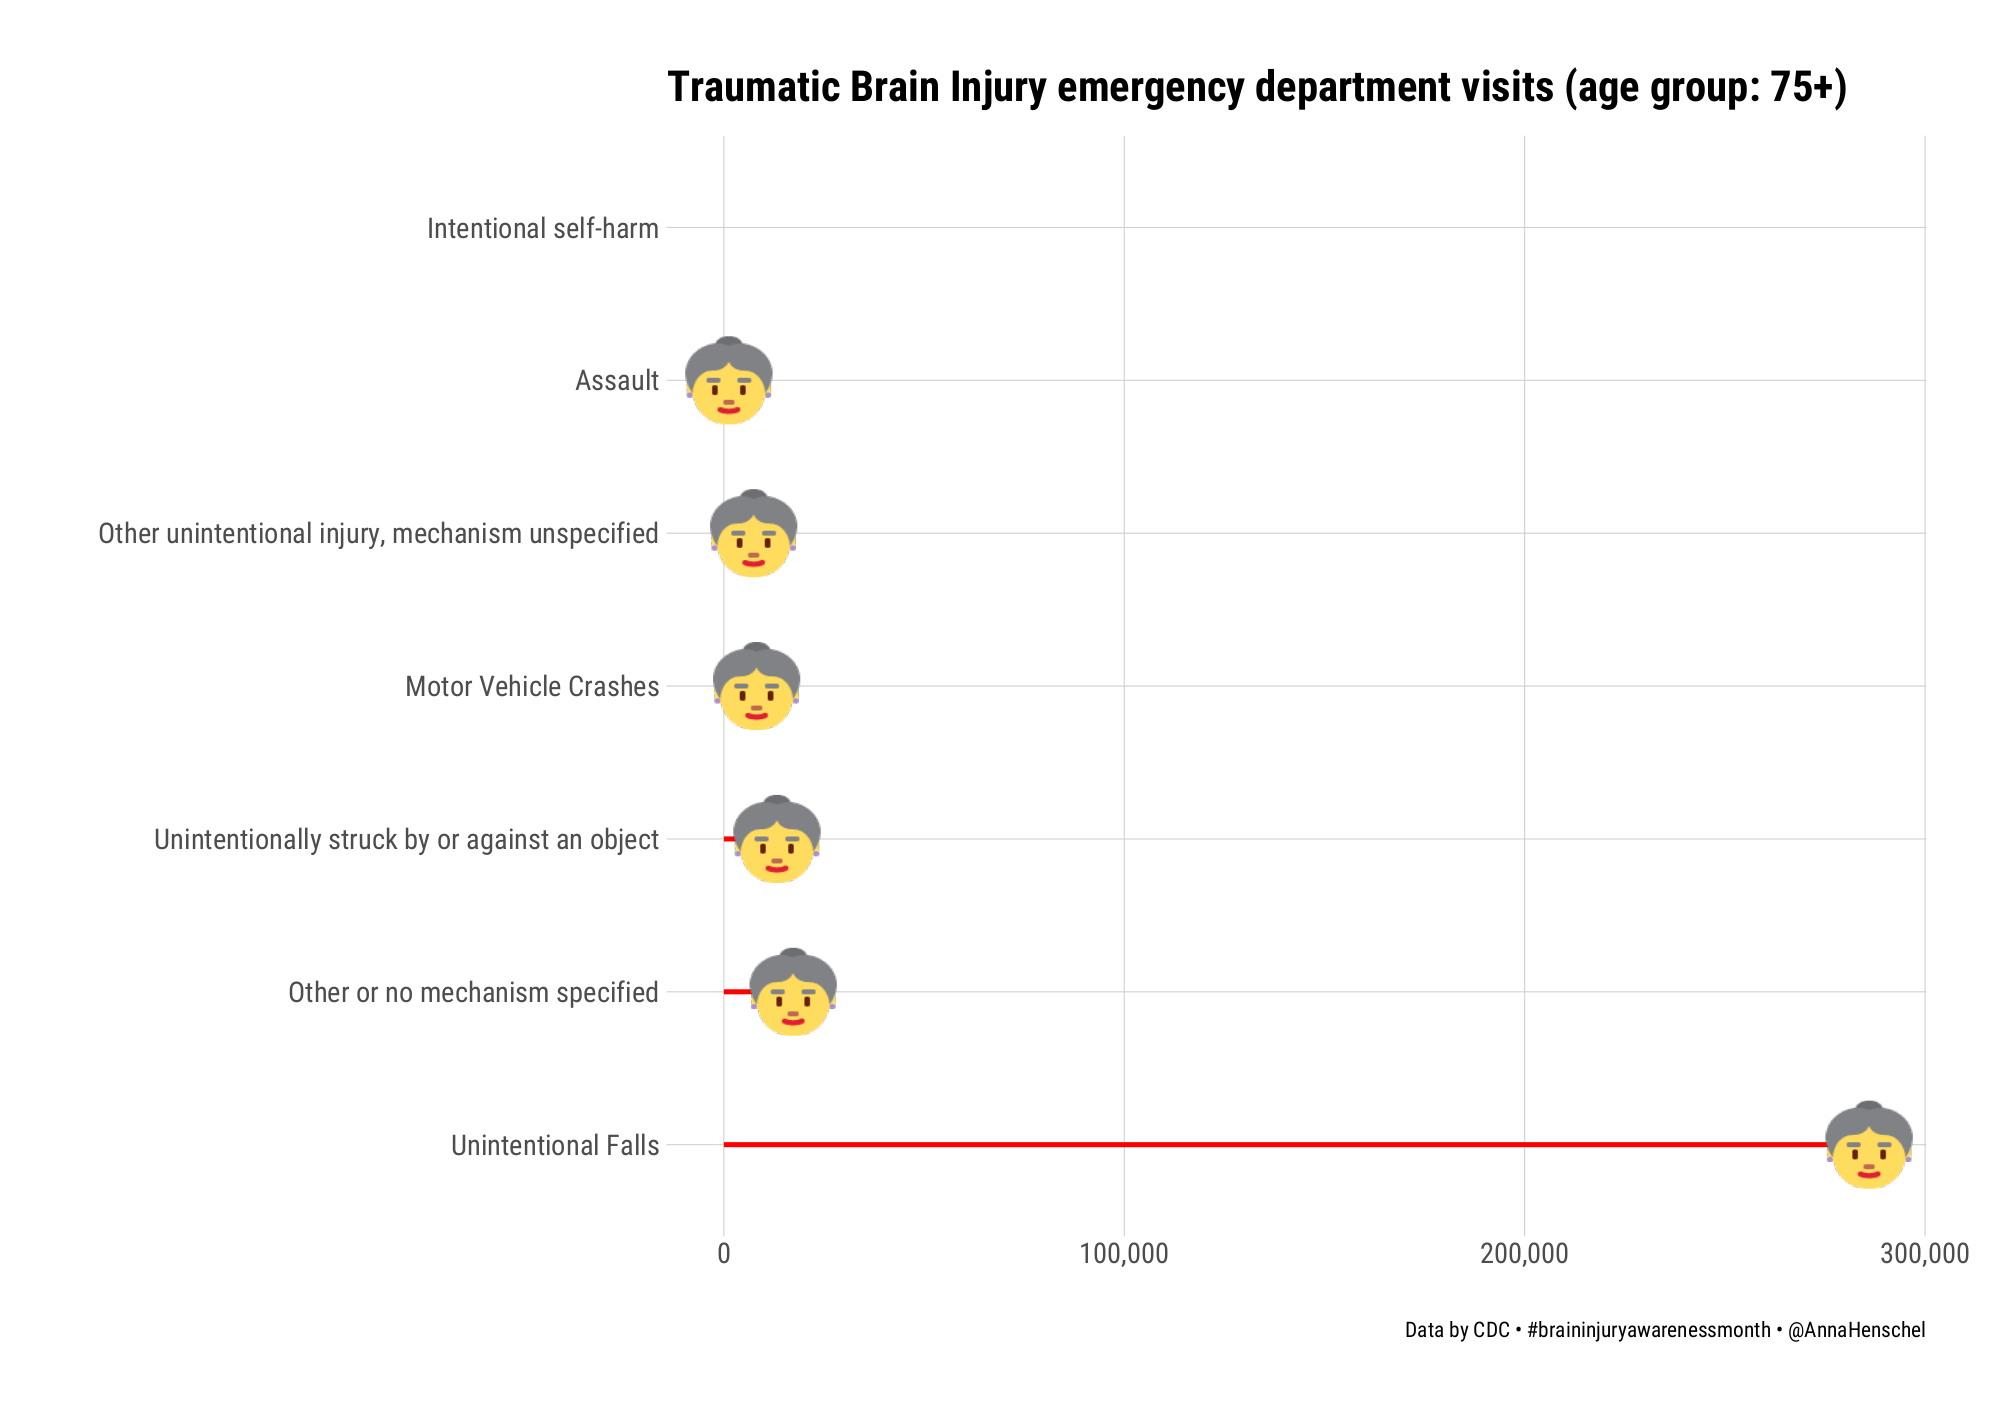 Traumatic Brain Injury emergency department visits (age group: 75+)
Intentional self-harm
Assault
Other unintentional injury, mechanism unspecified
Motor Vehicle Crashes
Unintentionally struck by or against an object
Other or no mechanism specified
Unintentional Falls
0
100,000
200,000
300,000
Data by CDC • #braininjuryawarenessmonth • @AnnaHenschel